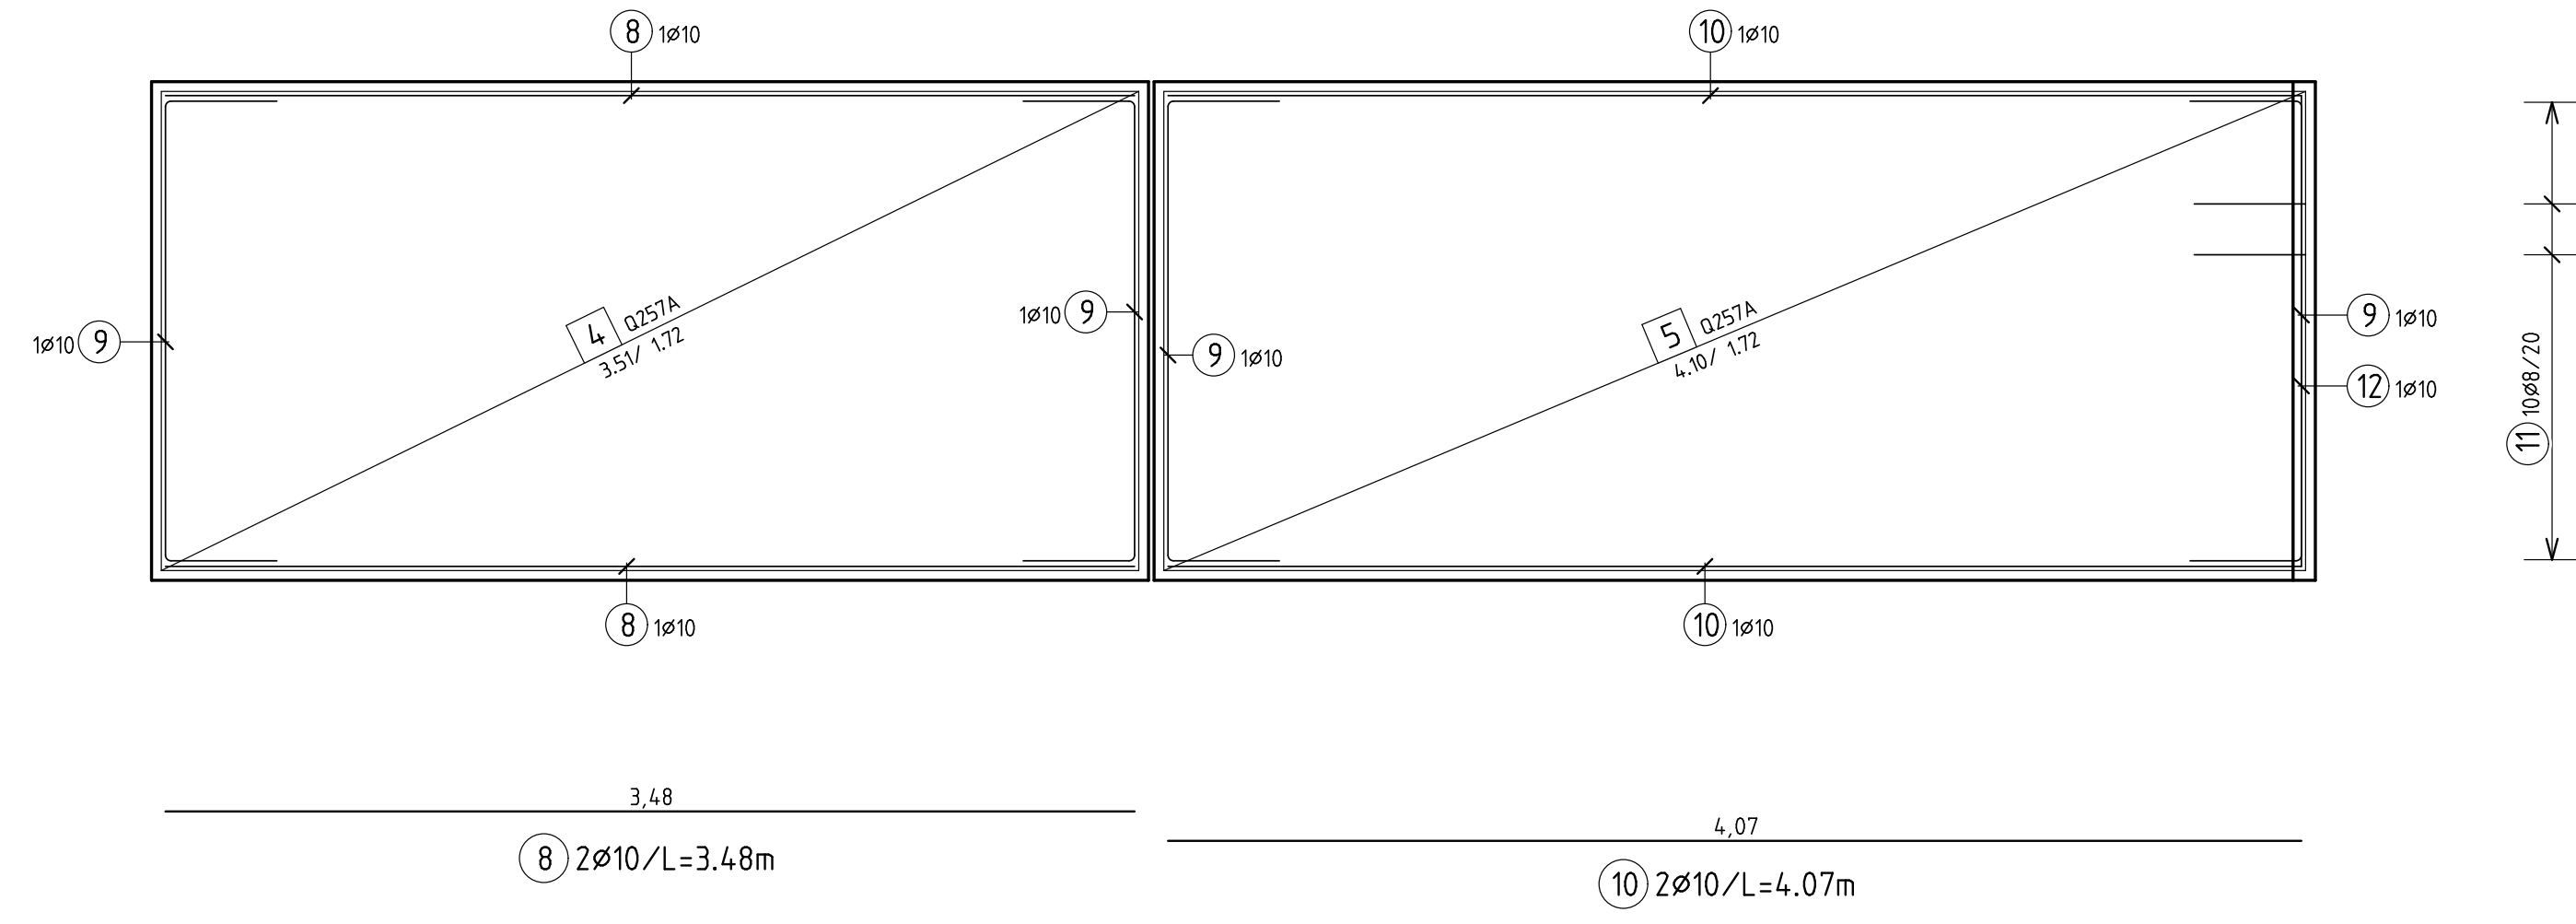 8 1ø10
10 1ø10
4 Q257A
3.51/ 1.72
5 Q257A
4.10/ 1.72
1ø10 9
1ø10 9
9 1ø10
9 1ø10
12 1ø10
11 10ø8/20
8 1ø10
10 1ø10
3,48
8 2ø10/L=3.48m
4,07
10 2ø10/L=4.07m